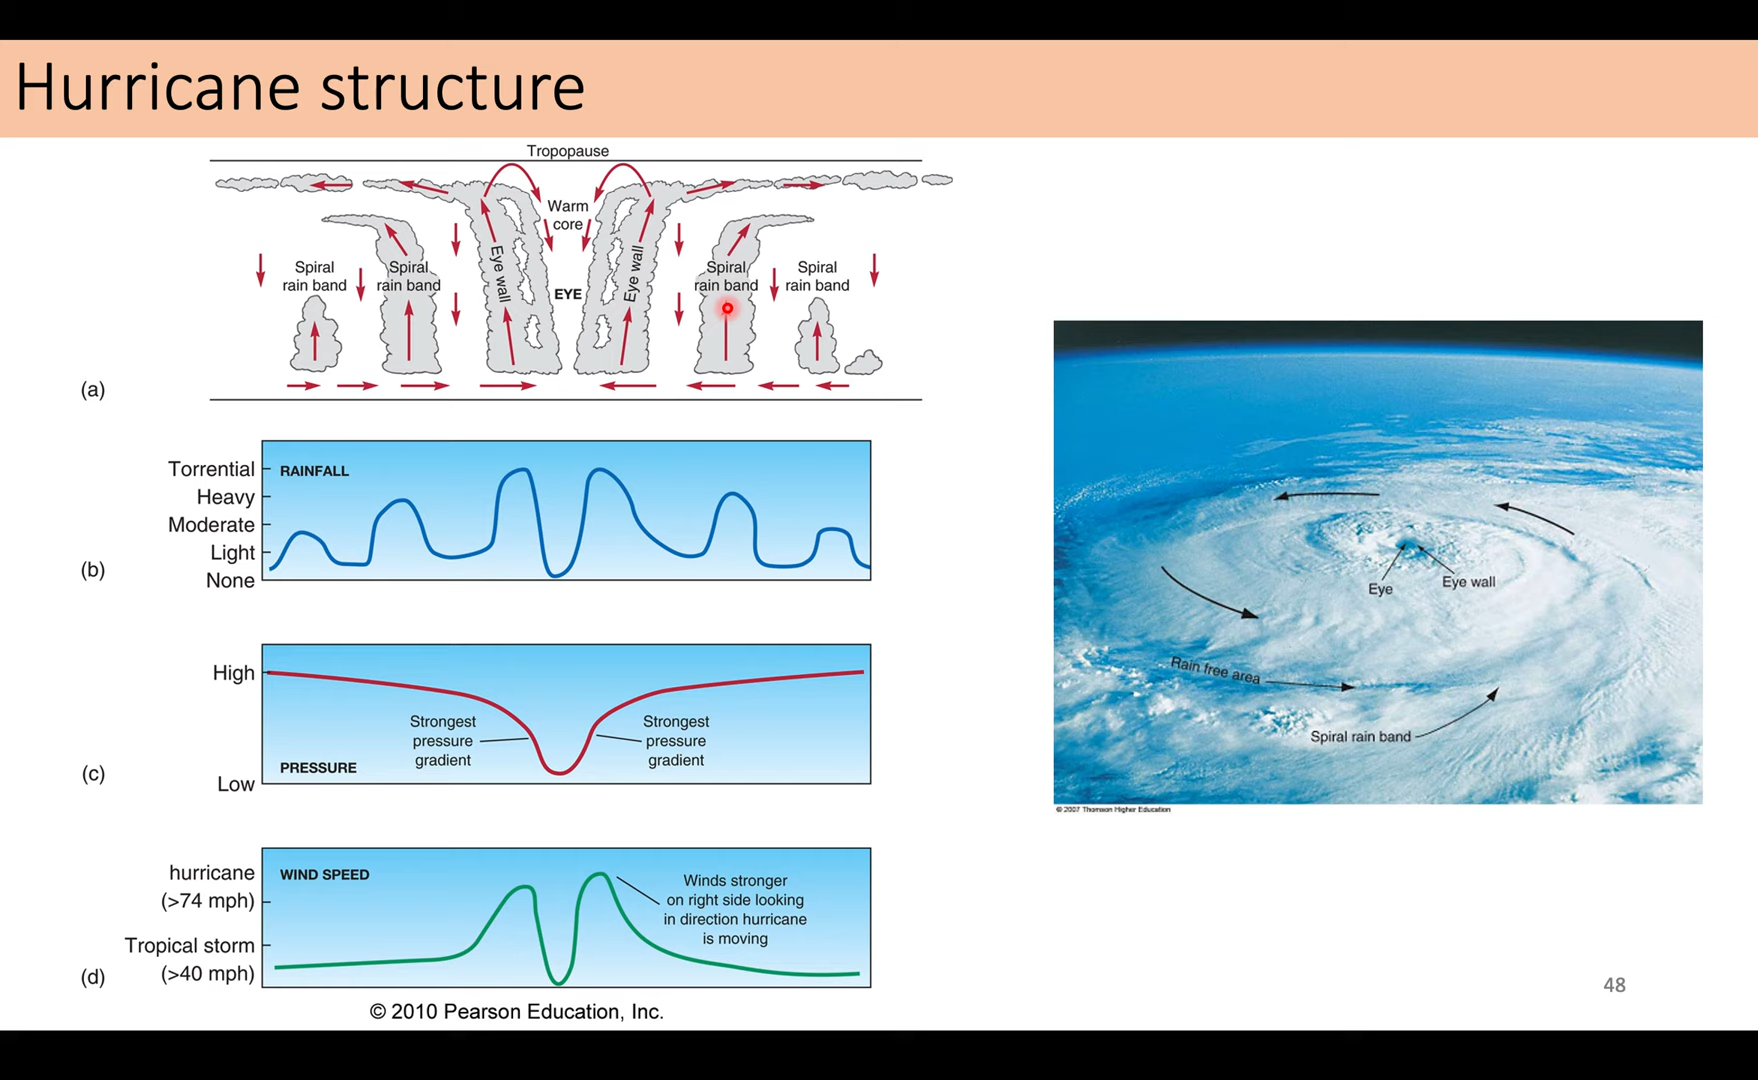 Hurricane structure
Tropopause
Warm
core
Spiral
rain band
Spiral
rain band
Eye wall
EYE
Eye wall
Spiral
rain band
Spiral
rain band
(a)
Torrential
Heavy
Moderate
Light
None
RAINFALL
(b)
High
Low
Strongest
pressure
gradient
Strongest
pressure
gradient
PRESSURE
(c)
hurricane
(>74 mph)
Tropical storm
(>40 mph)
WIND SPEED
Winds stronger
on right side looking
in direction hurricane
is moving
(d)
© 2010 Pearson Education, Inc.
Eye
Eye wall
Rain free area
Spiral rain band
© 2007 Thomson Higher Education
48